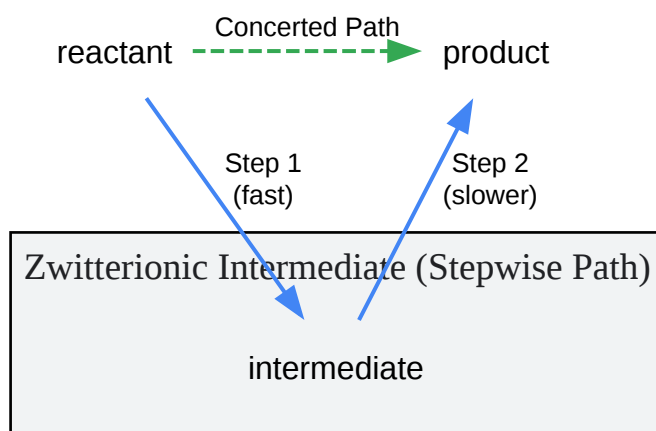 Concerted Path
reactant
product
Step 1
(fast)
Step 2
(slower)
Zwitterionic Intermediate (Stepwise Path)
intermediate